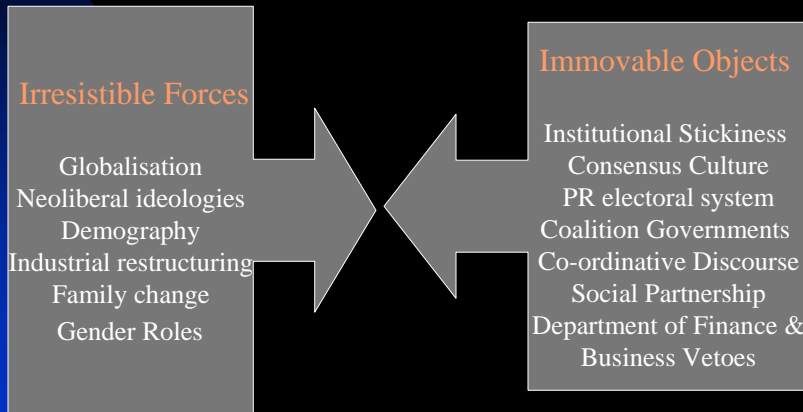 Irresistible Forces
Globalisation
Neoliberal ideologies
Demography
Industrial restructuring
Family change
Gender Roles
Immovable Objects
Institutional Stickiness
Consensus Culture
PR electoral system
Coalition Governments
Co-ordinative Discourse
Social Partnership
Department of Finance &
Business Vetoes